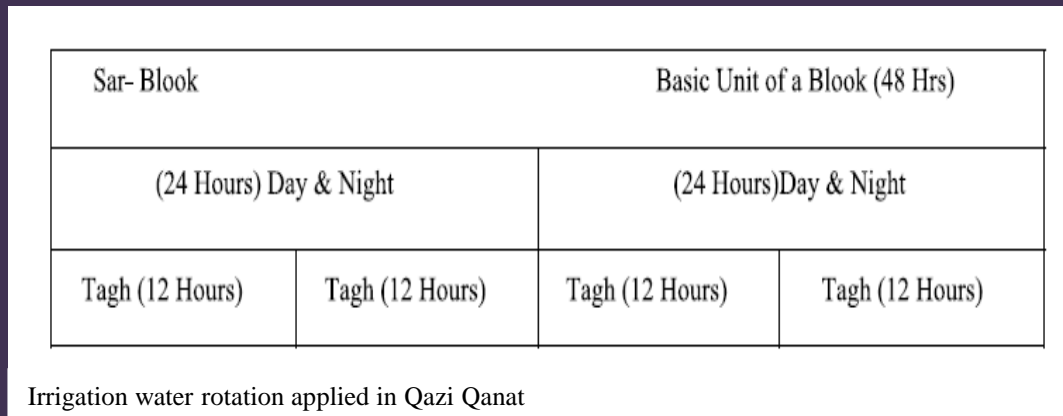 Sar- Blook Basic Unit of a Blook (48 Hrs)
(24 Hours) Day & Night (24 Hours)Day & Night
Tagh (12 Hours) Tagh (12 Hours) Tagh (12 Hours) Tagh (12 Hours)
Irrigation water rotation applied in Qazi Qanat